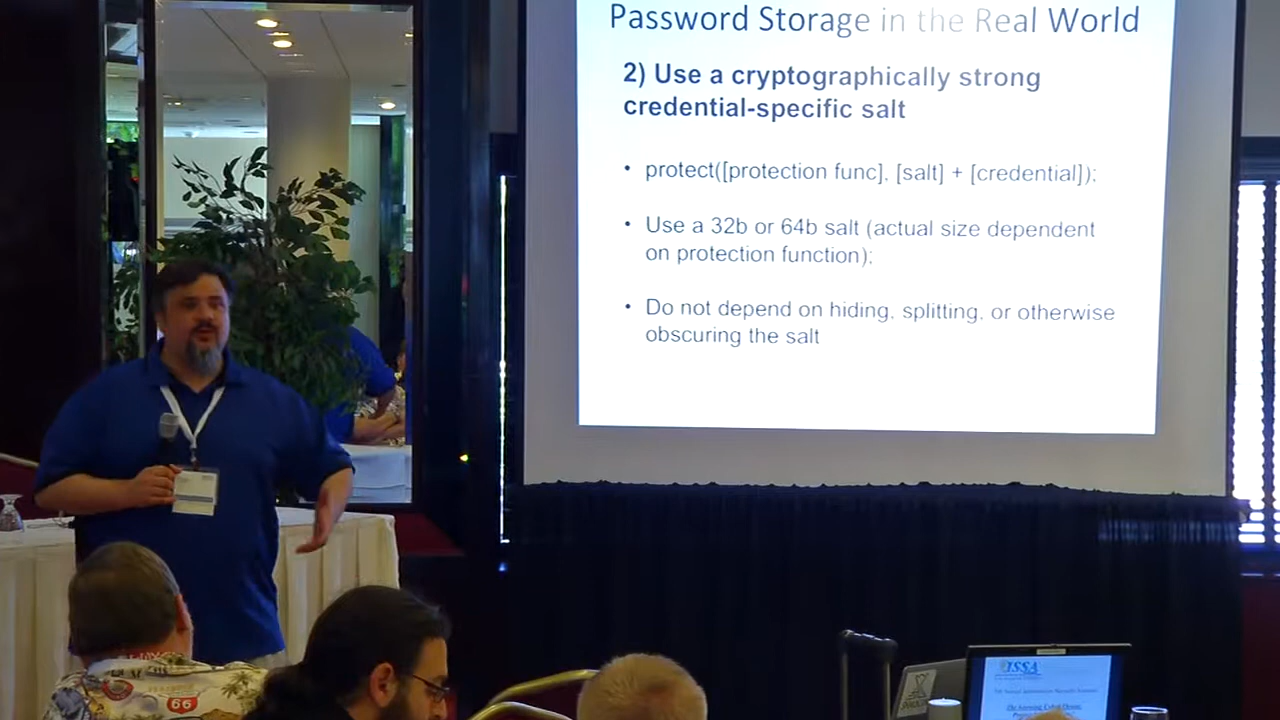 Password Storage in the Real World
2) Use a cryptographically strong
credential-specific salt
• protect([protection func], [salt] + [credential]);
• Use a 32b or 64b salt (actual size dependent
on protection function);
• Do not depend on hiding, splitting, or otherwise
obscuring the salt
66
ISSA